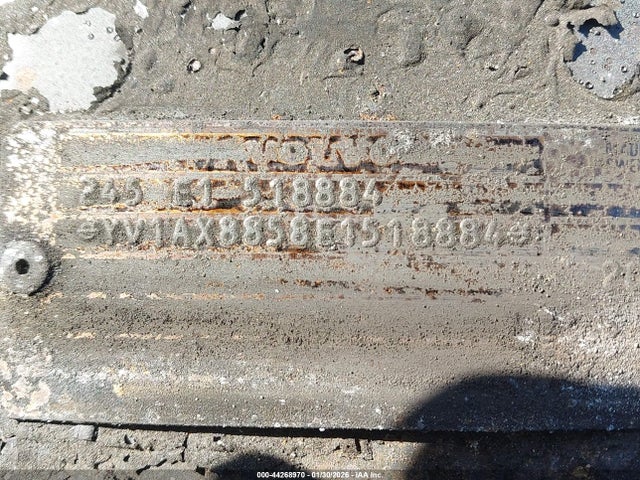 VOLVO
245 E1 518884
YV1AX8858E1518884
000-44268970 - 01/30/2026 - IAA Inc.